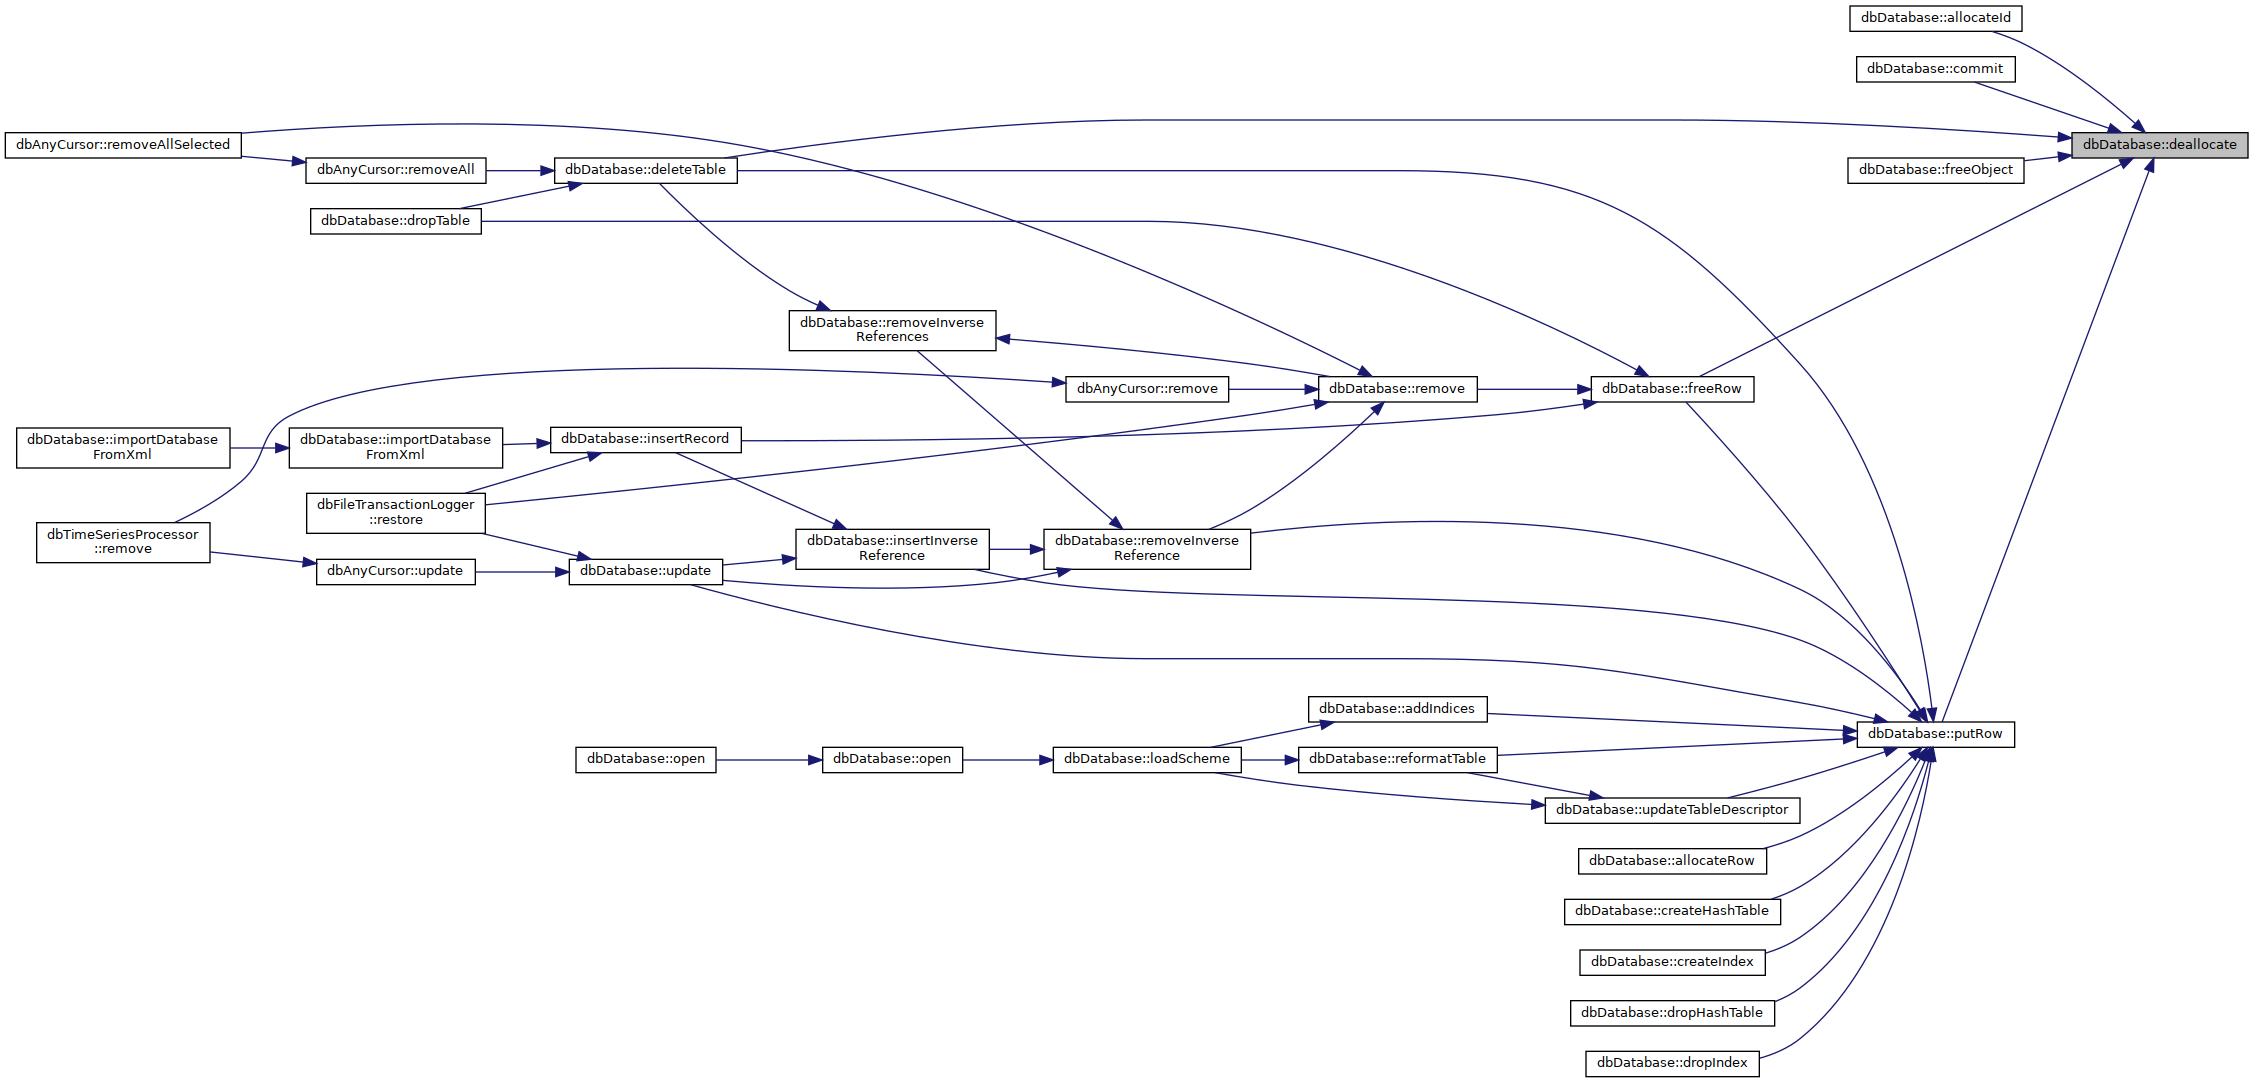 dbDatabase::allocateId
dbDatabase::commit
dbAnyCursor::removeAllSelected
dbDatabase::deallocate
dbAnyCursor::removeAll
dbDatabase::deleteTable
dbDatabase::freeObject
dbDatabase::dropTable
dbDatabase::removeInverse
References
dbAnyCursor::remove
dbDatabase::remove
dbDatabase::freeRow
dbDatabase::importDatabase
FromXml
dbDatabase::importDatabase
FromXml
dbDatabase::insertRecord
dbFileTransactionLogger
::restore
dbTimeSeriesProcessor
::remove
dbDatabase::insertInverse
Reference
dbDatabase::removeInverse
Reference
dbAnyCursor::update
dbDatabase::update
dbDatabase::addIndices
dbDatabase::putRow
dbDatabase::open
dbDatabase::open
dbDatabase::loadScheme
dbDatabase::reformatTable
dbDatabase::updateTableDescriptor
dbDatabase::allocateRow
dbDatabase::createHashTable
dbDatabase::createIndex
dbDatabase::dropHashTable
dbDatabase::dropIndex